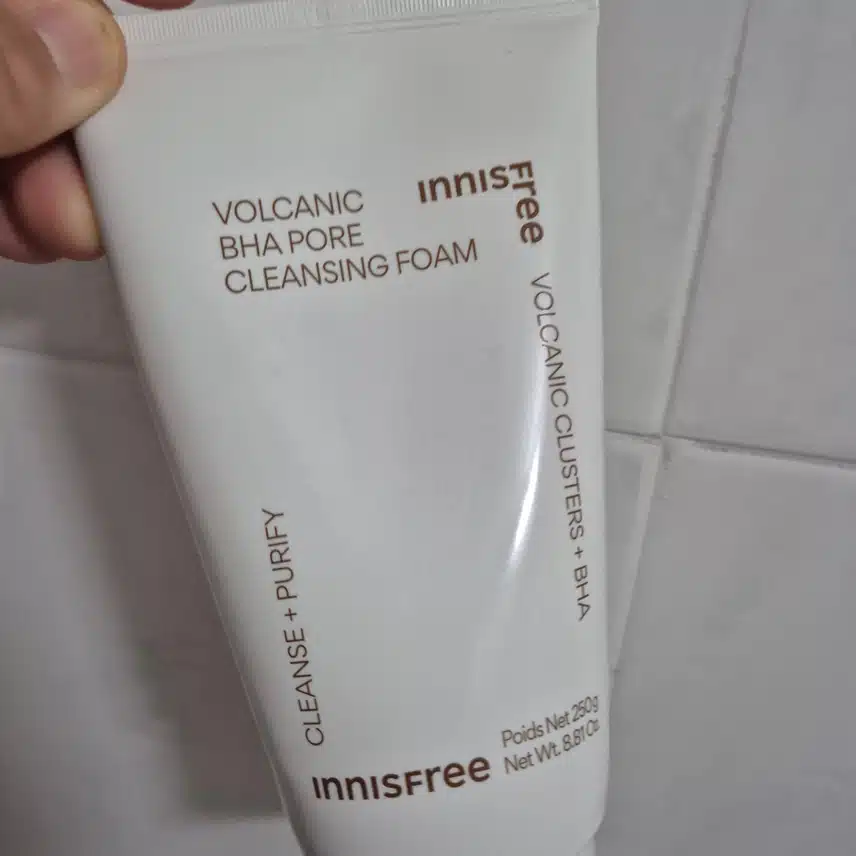 VOLCANIC
BHA PORE
CLEANSING FOAM
INNISFree
VOLCANIC CLUSTERS + BHA
CLEANSE + PURIFY
INNISFree
Poids Net 250g
Net Wt. 8.81 Oz